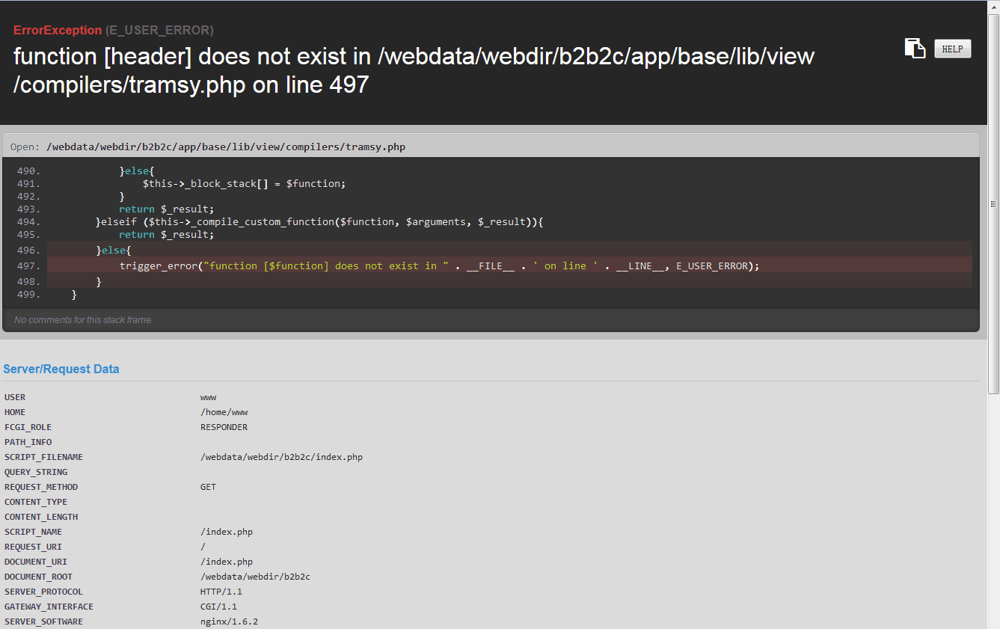 ErrorException (E_USER_ERROR)
function [header] does not exist in /webdata/webdir/b2b2c/app/base/lib/view
/compilers/tramsy.php on line 497
HELP
Open: /webdata/webdir/b2b2c/app/base/lib/view/compilers/tramsy.php
490.             }else{
491.                 $this->_block_stack[] = $function;
492.             }
493.             return $_result;
494.         }elseif ($this->_compile_custom_function($function, $arguments, $_result)){
495.             return $_result;
496.         }else{
497.             trigger_error("function [$function] does not exist in " . __FILE__ . ' on line ' . __LINE__, E_USER_ERROR);
498.         }
499.     }
No comments for this stack frame.
Server/Request Data
USER www
HOME /home/www
FCGI_ROLE RESPONDER
PATH_INFO
SCRIPT_FILENAME /webdata/webdir/b2b2c/index.php
QUERY_STRING
REQUEST_METHOD GET
CONTENT_TYPE
CONTENT_LENGTH
SCRIPT_NAME /index.php
REQUEST_URI /
DOCUMENT_URI /index.php
DOCUMENT_ROOT /webdata/webdir/b2b2c
SERVER_PROTOCOL HTTP/1.1
GATEWAY_INTERFACE CGI/1.1
SERVER_SOFTWARE nginx/1.6.2